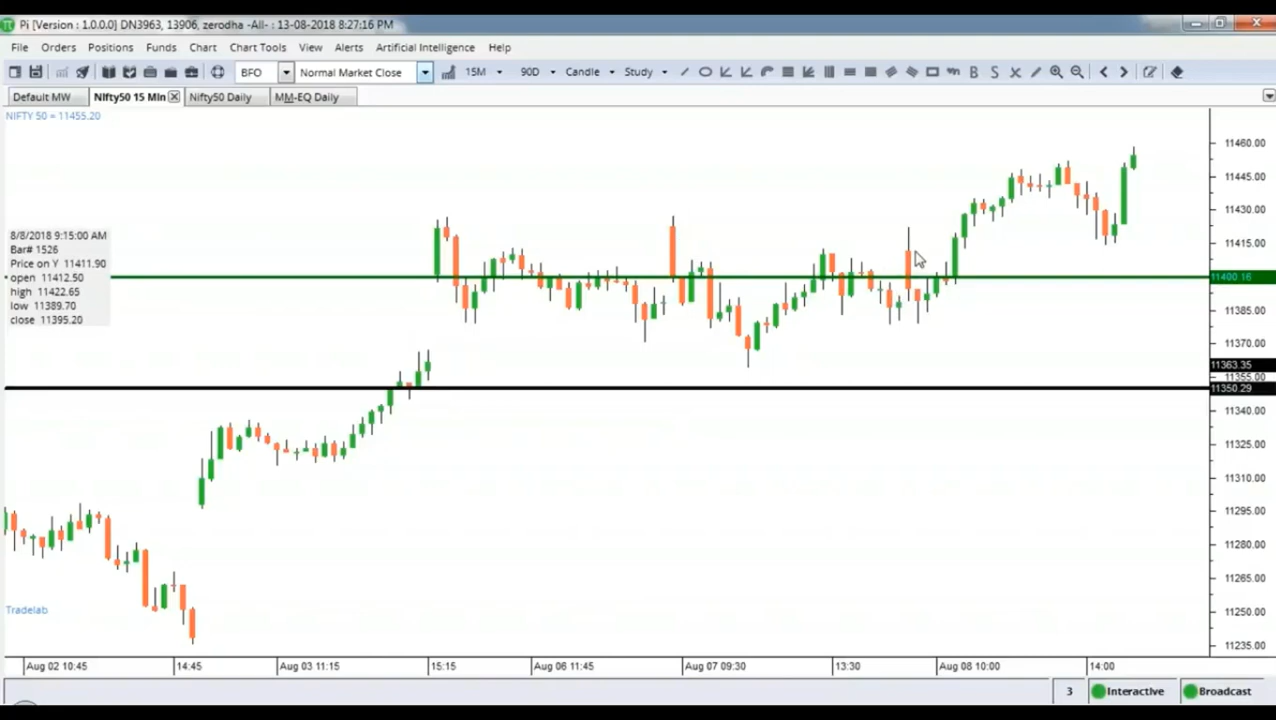 Pi [Version : 1.0.0.0] DN3963, 13906, zerodha -All- : 13-08-2018 8:27:16 PM
File Orders Positions Funds Chart Chart Tools View Alerts Artificial Intelligence Help
BFO Normal Market Close 15M 90D Candle Study B S
Default MW Nifty50 15 Min Nifty50 Daily MM-EQ Daily
NIFTY 50 = 11455.20
11460.00
11445.00
11430.00
8/8/2018 9:15:00 AM
Bar# 1526
Price on Y 11411.90
open 11412.50
high 11422.65
low 11389.70
close 11395.20
11415.00
11400.16
11385.00
11370.00
11363.35
11355.00
11350.29
11340.00
11325.00
11310.00
11295.00
11280.00
11265.00
11250.00
11235.00
Tradelab
Aug 02 10:45 14:45 Aug 03 11:15 15:15 Aug 06 11:45 Aug 07 09:30 13:30 Aug 08 10:00 14:00
3 Interactive Broadcast